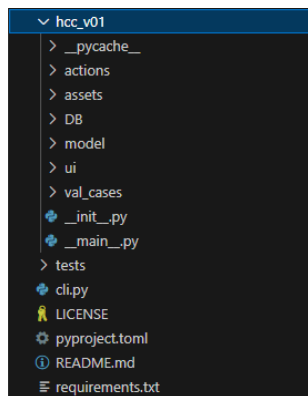 hcc_v01
__pycache__
actions
assets
DB
model
ui
val_cases
__init__.py
__main__.py
tests
cli.py
LICENSE
pyproject.toml
README.md
requirements.txt